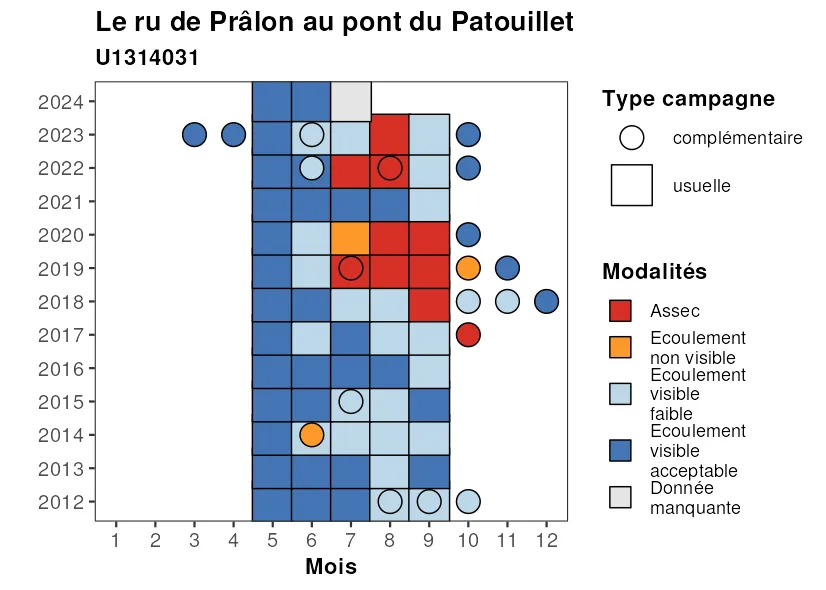 Le ru de Prâlon au pont du Patouillet
U1314031
2024
2023
2022
2021
2020
2019
2018
2017
2016
2015
2014
2013
2012
1 2 3 4 5 6 7 8 9 10 11 12
Mois
Type campagne
complémentaire
usuelle
Modalités
Assec
Ecoulement
non visible
Ecoulement
visible
faible
Ecoulement
visible
acceptable
Donnée
manquante